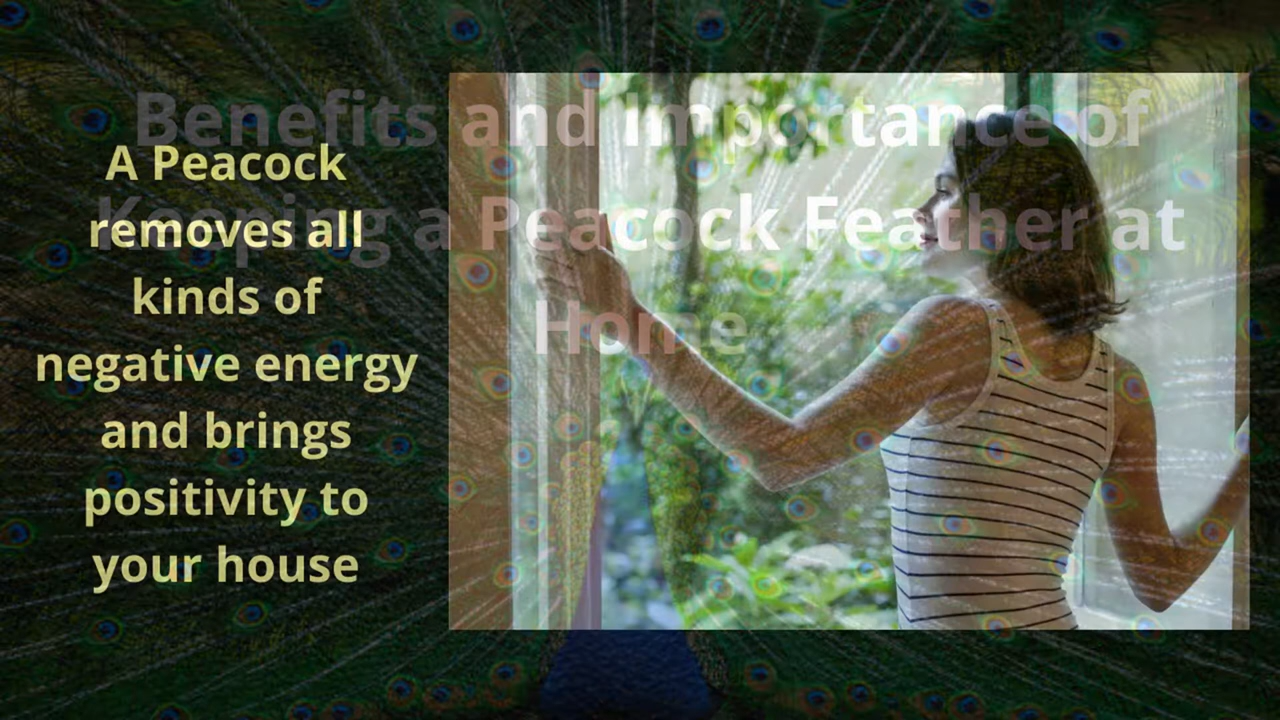 Benefits and Importance of
Keeping a Peacock Feather at
Home
A Peacock
removes all
kinds of
negative energy
and brings
positivity to
your house